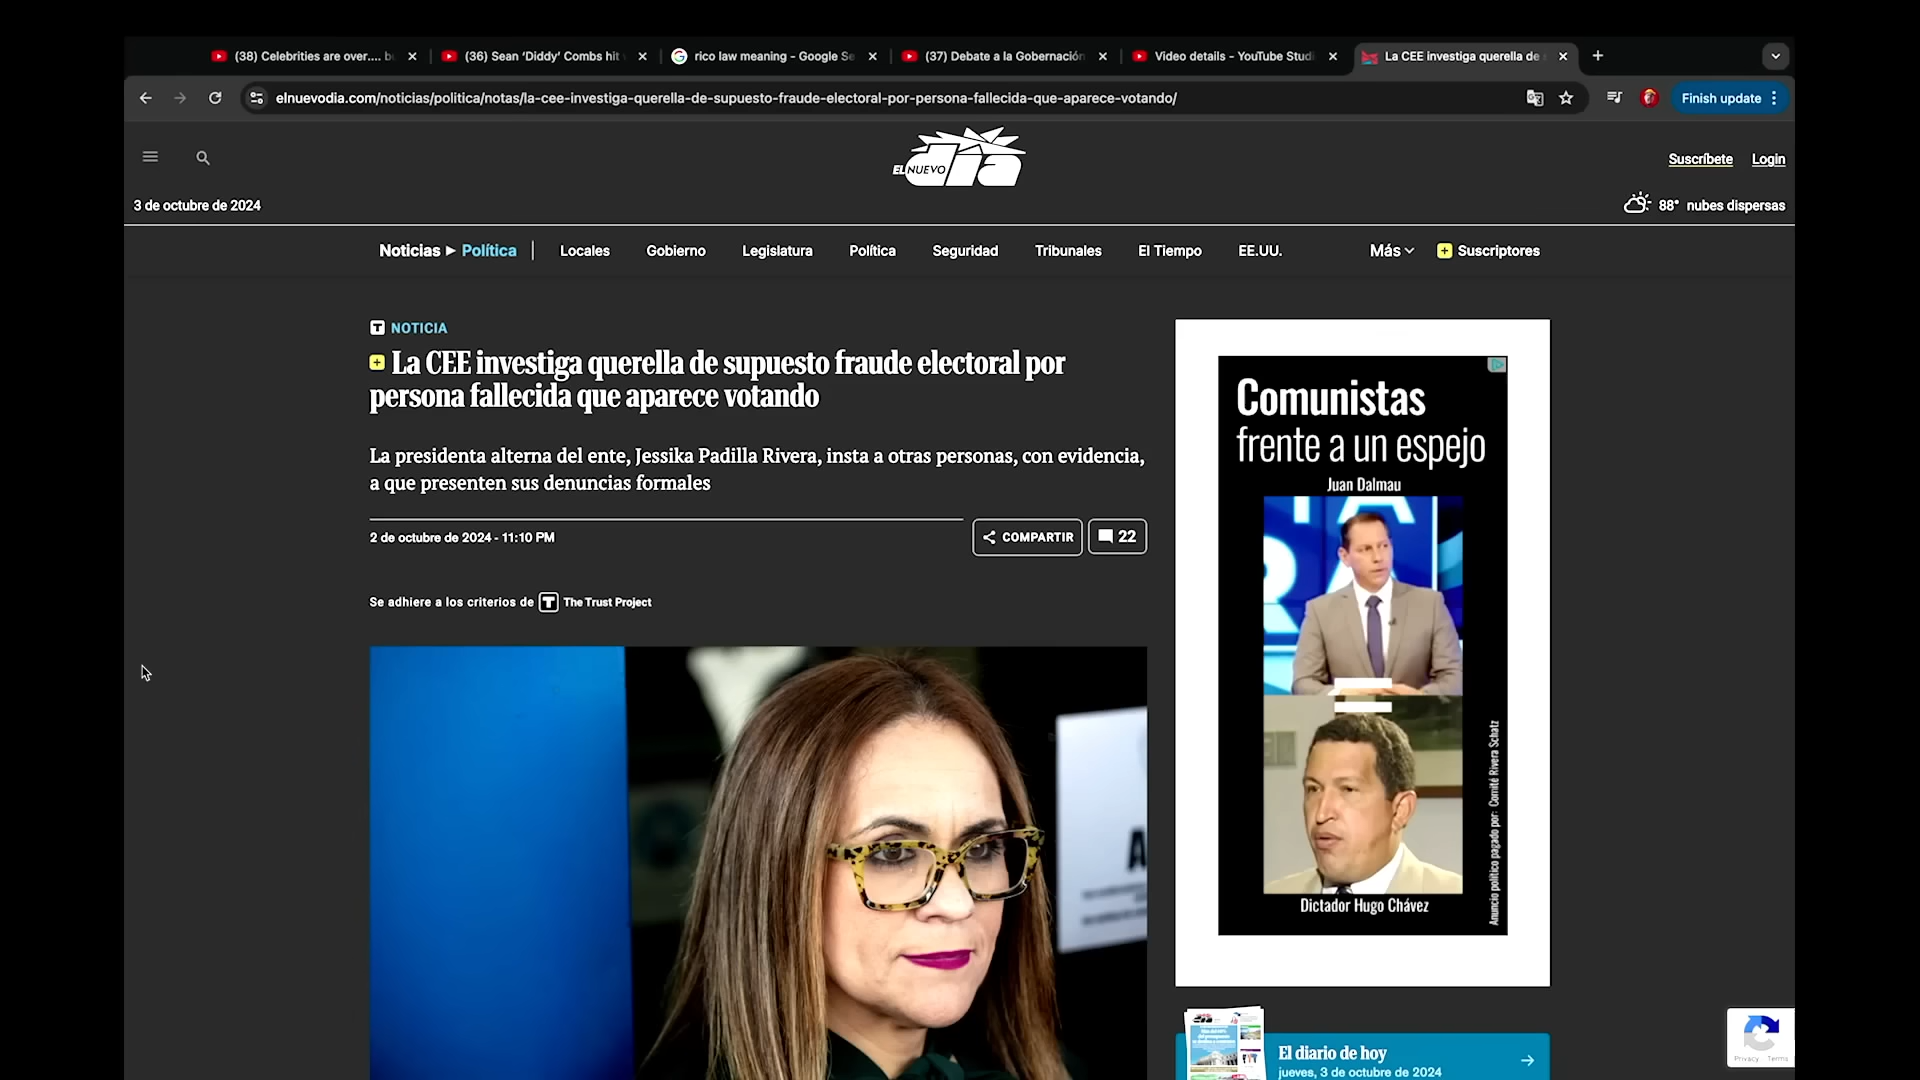 (38) Celebrities are over.... b
(36) Sean ‘Diddy’ Combs hit
rico law meaning - Google Se
(37) Debate a la Gobernación
Video details - YouTube Studi
La CEE investiga querella de
elnuevodia.com/noticias/politica/notas/la-cee-investiga-querella-de-supuesto-fraude-electoral-por-persona-fallecida-que-aparece-votando/
Finish update
EL NUEVO día
Suscríbete Login
3 de octubre de 2024
88° nubes dispersas
Noticias ▸ Política | Locales Gobierno Legislatura Política Seguridad Tribunales El Tiempo EE.UU. Más + Suscriptores
T NOTICIA
+ La CEE investiga querella de supuesto fraude electoral por
persona fallecida que aparece votando
La presidenta alterna del ente, Jessika Padilla Rivera, insta a otras personas, con evidencia,
a que presenten sus denuncias formales
2 de octubre de 2024 - 11:10 PM
COMPARTIR 22
Se adhiere a los criterios de T The Trust Project
Comunistas
frente a un espejo
Juan Dalmau
Dictador Hugo Chávez
Anuncio político pagado por: Comité Rivera Schatz
El diario de hoy
jueves, 3 de octubre de 2024
Privacy Terms